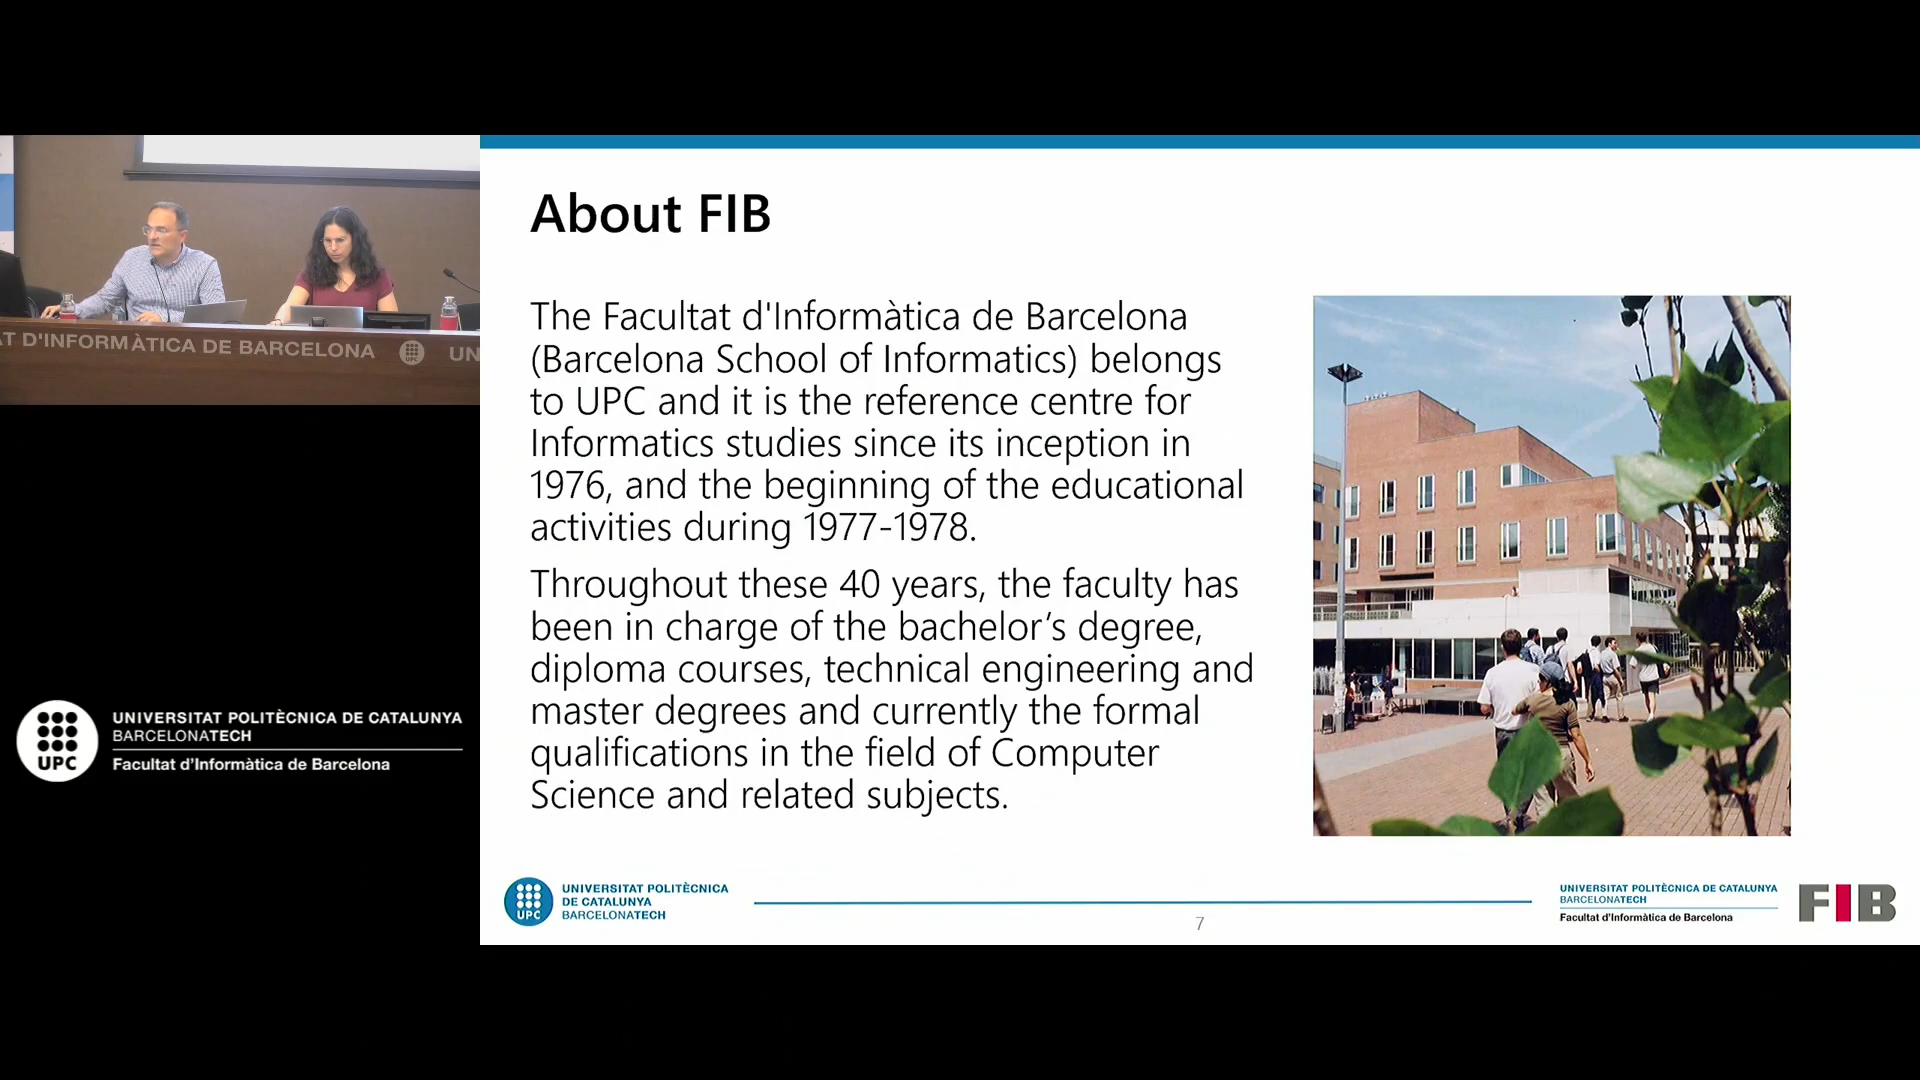 AT D'INFORMÀTICA DE BARCELONA
UPC
UN
UPC
UNIVERSITAT POLITÈCNICA DE CATALUNYA
BARCELONATECH
Facultat d'Informàtica de Barcelona
About FIB
The Facultat d'Informàtica de Barcelona
(Barcelona School of Informatics) belongs
to UPC and it is the reference centre for
Informatics studies since its inception in
1976, and the beginning of the educational
activities during 1977-1978.
Throughout these 40 years, the faculty has
been in charge of the bachelor’s degree,
diploma courses, technical engineering and
master degrees and currently the formal
qualifications in the field of Computer
Science and related subjects.
UPC
UNIVERSITAT POLITÈCNICA
DE CATALUNYA
BARCELONATECH
7
UNIVERSITAT POLITÈCNICA DE CATALUNYA
BARCELONATECH
Facultat d'Informàtica de Barcelona
FIB